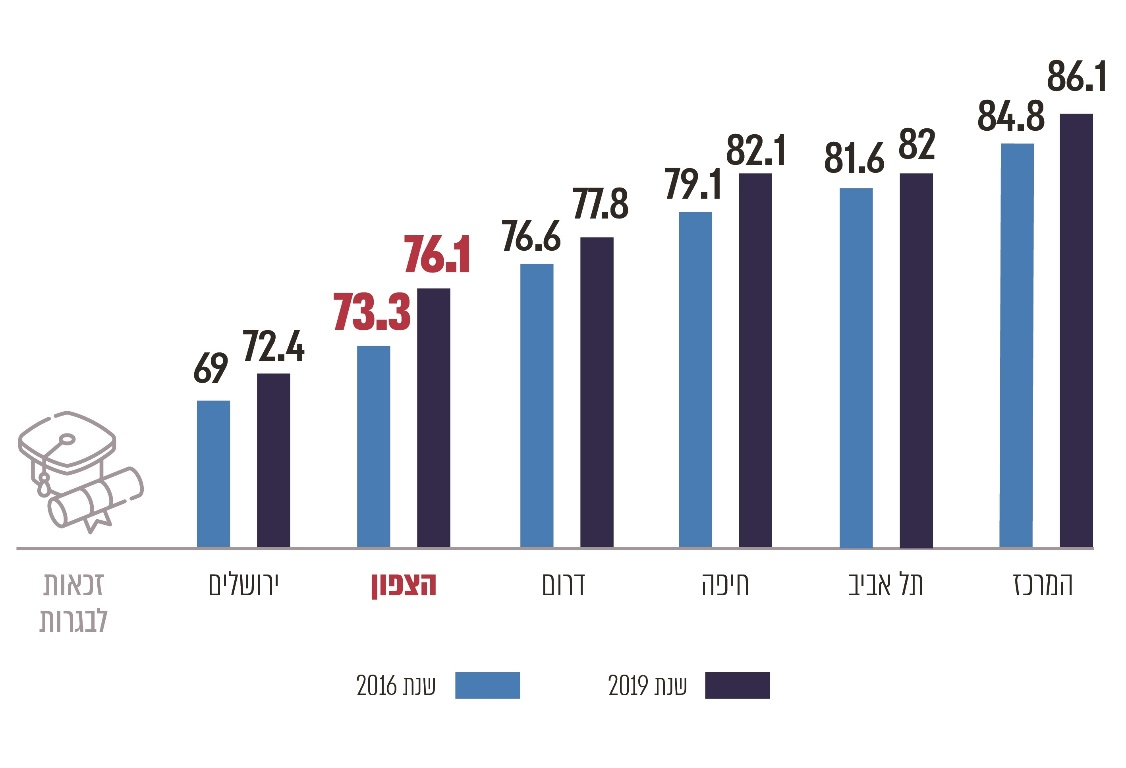 86.1
84.8
82
81.6
82.1
79.1
77.8
76.6
76.1
73.3
72.4
69
המרכז
תל אביב
חיפה
דרום
הצפון
ירושלים
זכאות
לבגרות
שנת 2019
שנת 2016